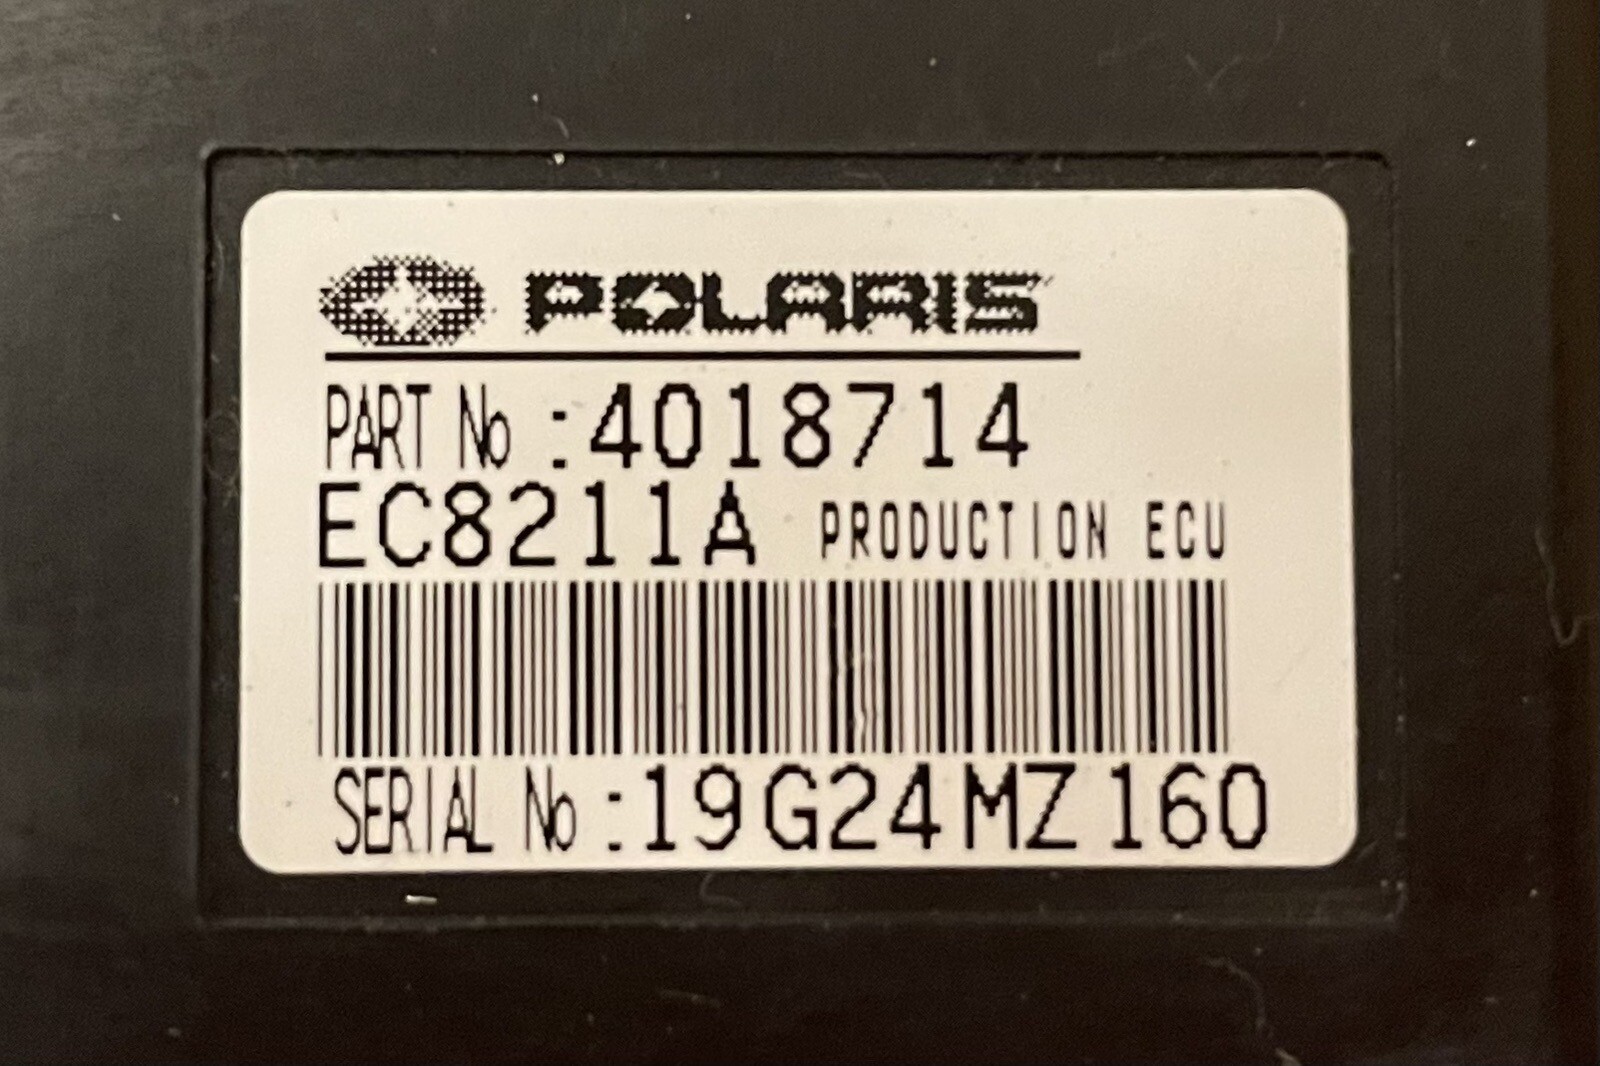 POLARIS
PART No :4018714
EC8211A PRODUCTION ECU
SERIAL No :19G24MZ160